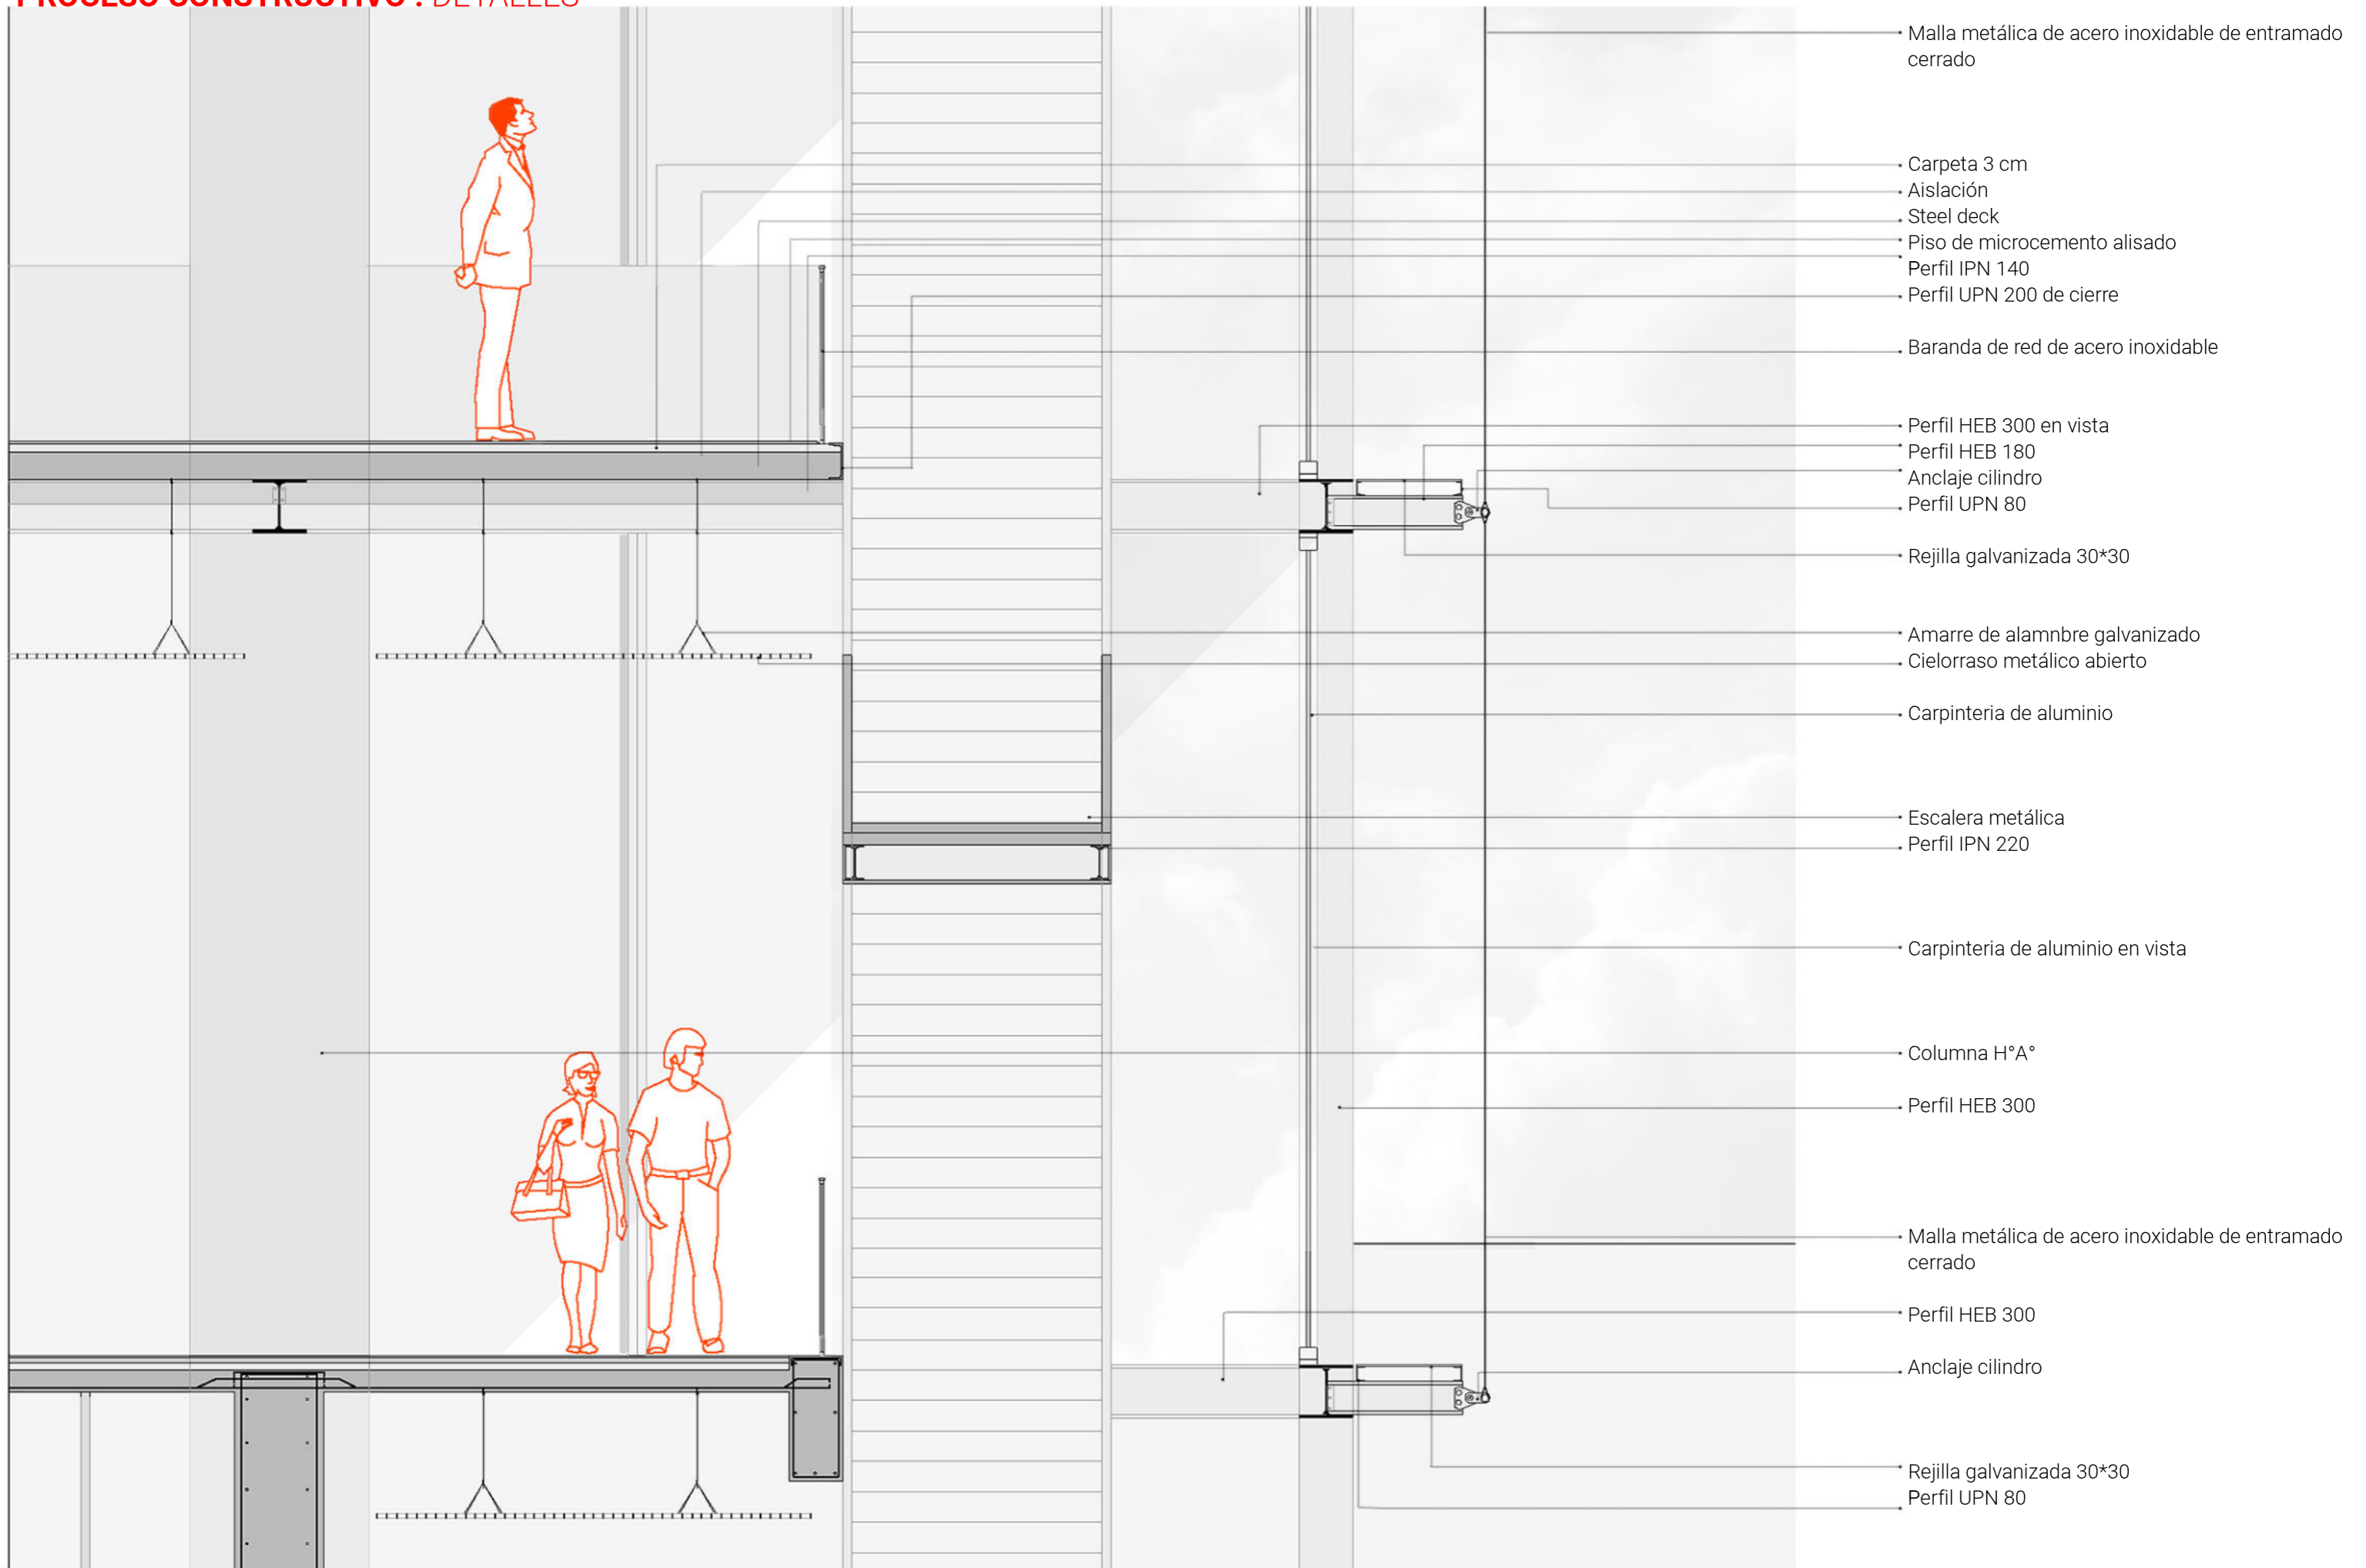 PROCESO CONSTRUCTIVO : DETALLES
Malla metálica de acero inoxidable de entramado
cerrado
Carpeta 3 cm
Aislación
Steel deck
Piso de microcemento alisado
Perfil IPN 140
Perfil UPN 200 de cierre
Baranda de red de acero inoxidable
Perfil HEB 300 en vista
Perfil HEB 180
Anclaje cilindro
Perfil UPN 80
Rejilla galvanizada 30*30
Amarre de alamnbre galvanizado
Cielorraso metálico abierto
Carpinteria de aluminio
Escalera metálica
Perfil IPN 220
Carpinteria de aluminio en vista
Columna H°A°
Perfil HEB 300
Malla metálica de acero inoxidable de entramado
cerrado
Perfil HEB 300
Anclaje cilindro
Rejilla galvanizada 30*30
Perfil UPN 80